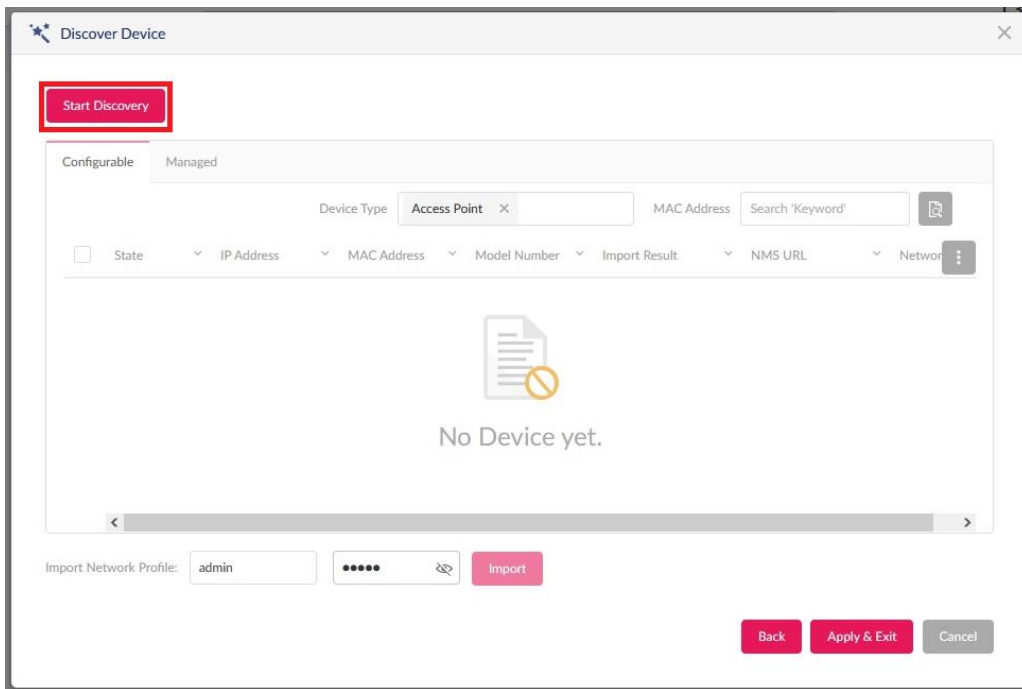 Discover Device
Start Discovery
Configurable Managed
Device Type Access Point MAC Address Search 'Keyword'
State IP Address MAC Address Model Number Import Result NMS URL Networ
No Device yet.
Import Network Profile: admin ••••• Import
Back Apply & Exit Cancel